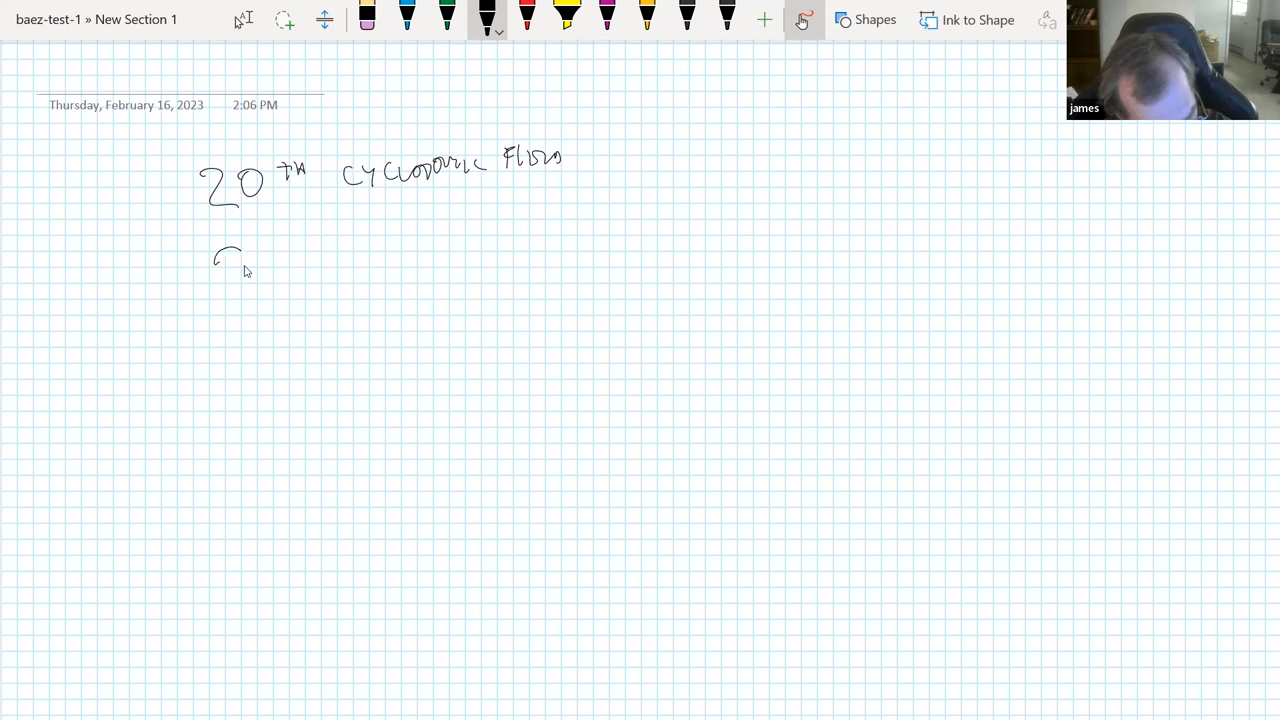 baez-test-1 » New Section 1
Shapes
Ink to Shape
james
Thursday, February 16, 2023 2:06 PM
20TH CYCLOTOMIC FIELD